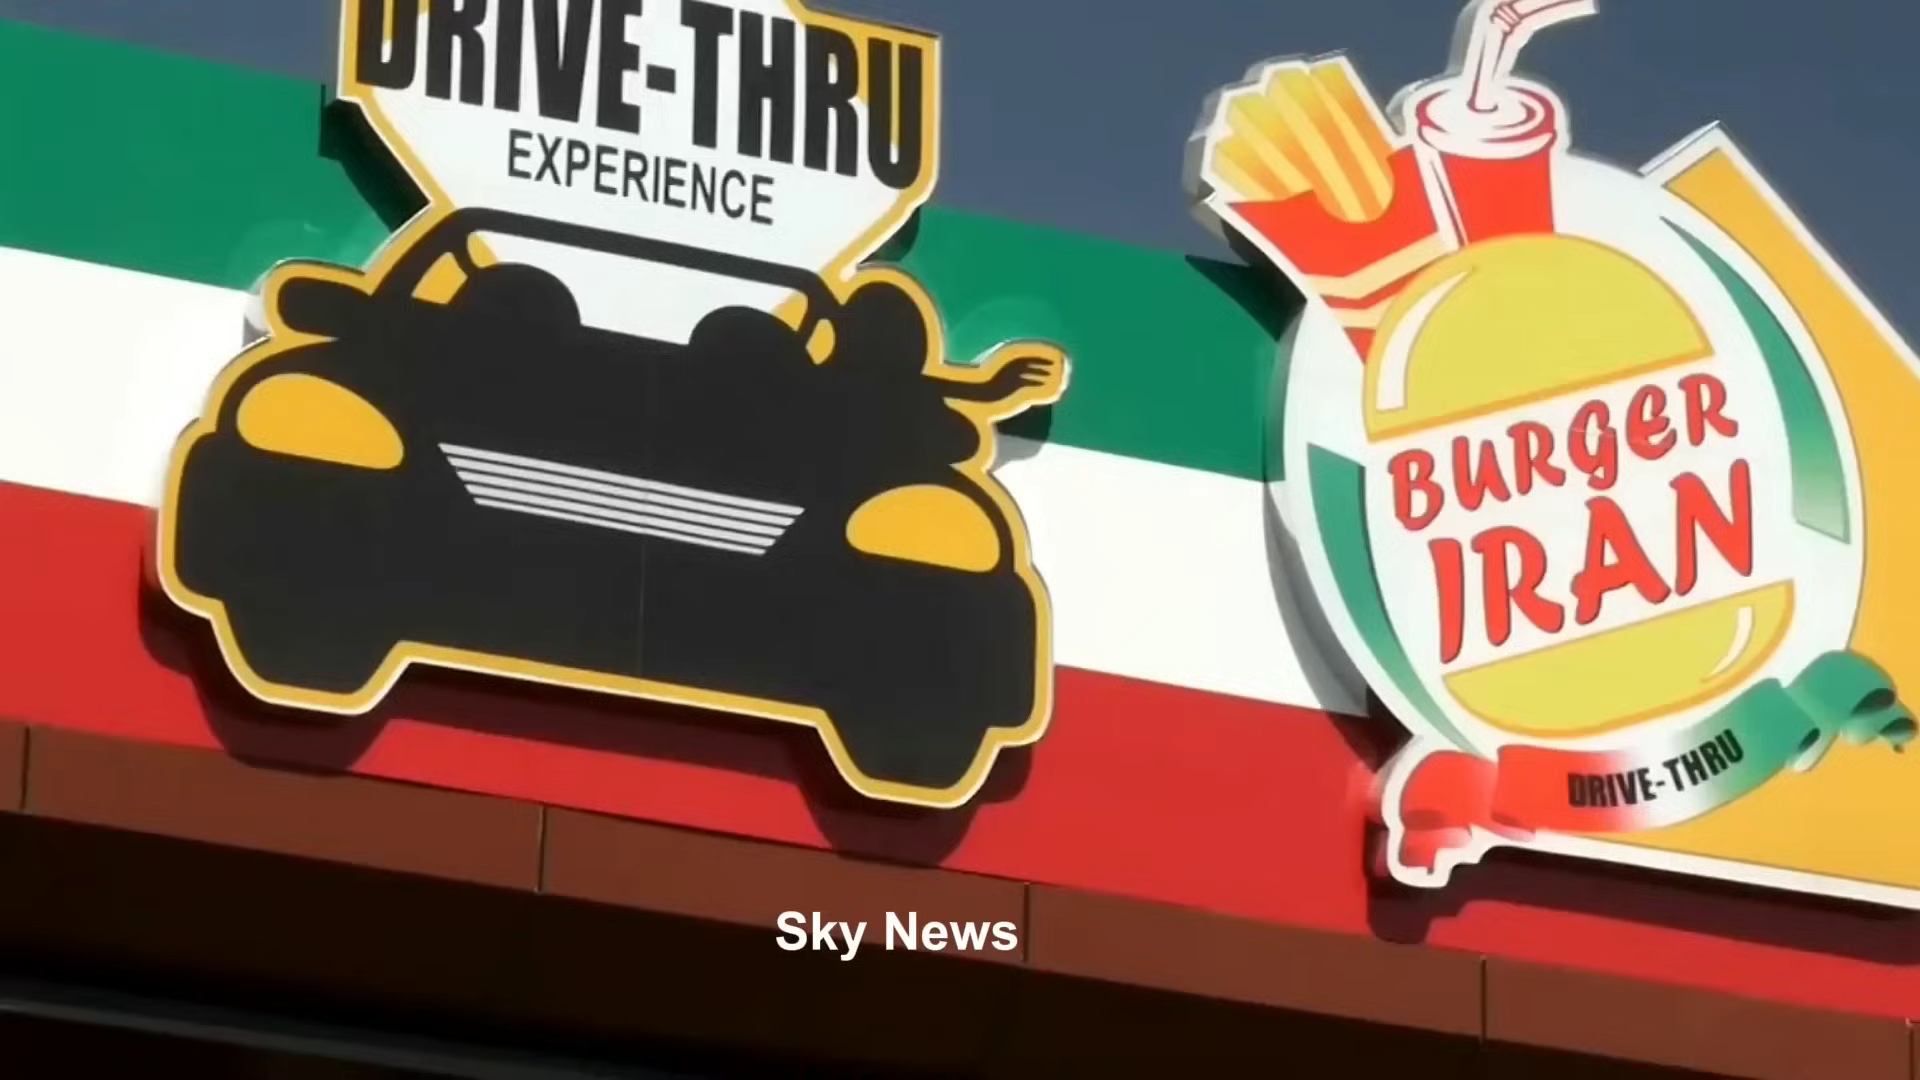 DRIVE-THRU
EXPERIENCE
BURGER
IRAN
DRIVE-THRU
Sky News